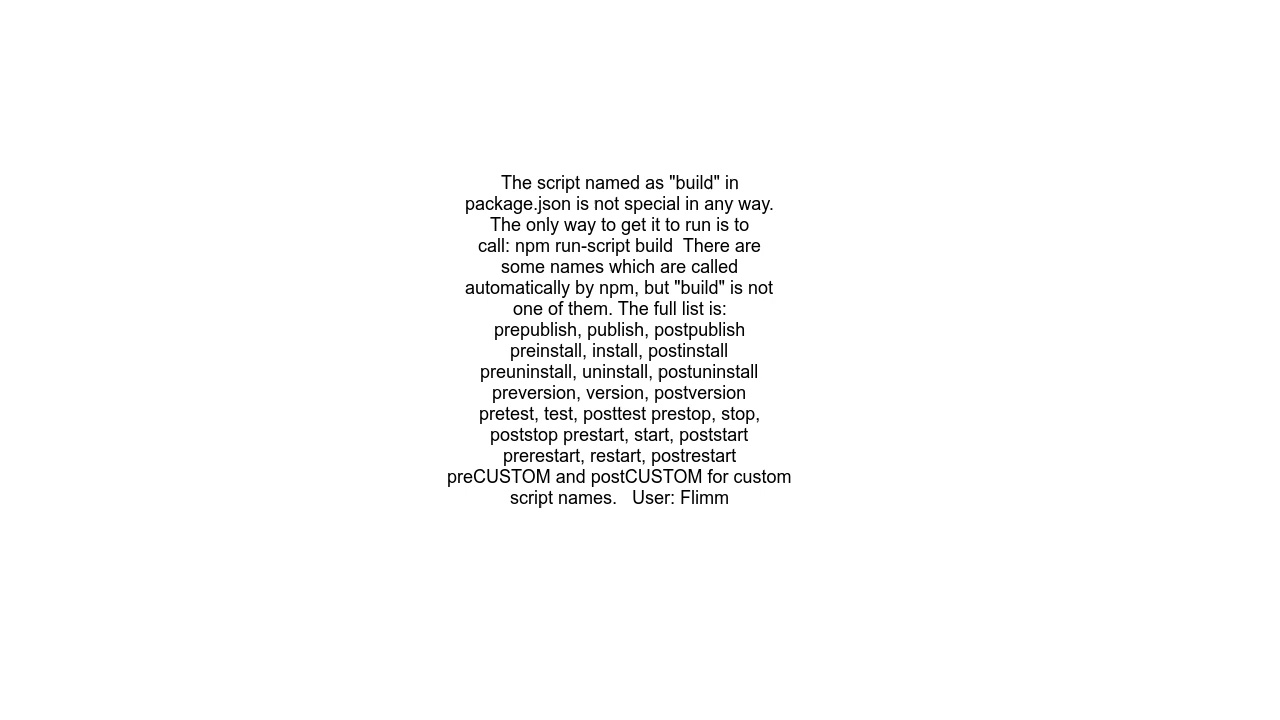 The script named as "build" in
package.json is not special in any way.
The only way to get it to run is to
call: npm run-script build  There are
some names which are called
automatically by npm, but "build" is not
one of them. The full list is:
prepublish, publish, postpublish
preinstall, install, postinstall
preuninstall, uninstall, postuninstall
preversion, version, postversion
pretest, test, posttest prestop, stop,
poststop prestart, start, poststart
prerestart, restart, postrestart
preCUSTOM and postCUSTOM for custom
script names.   User: Flimm